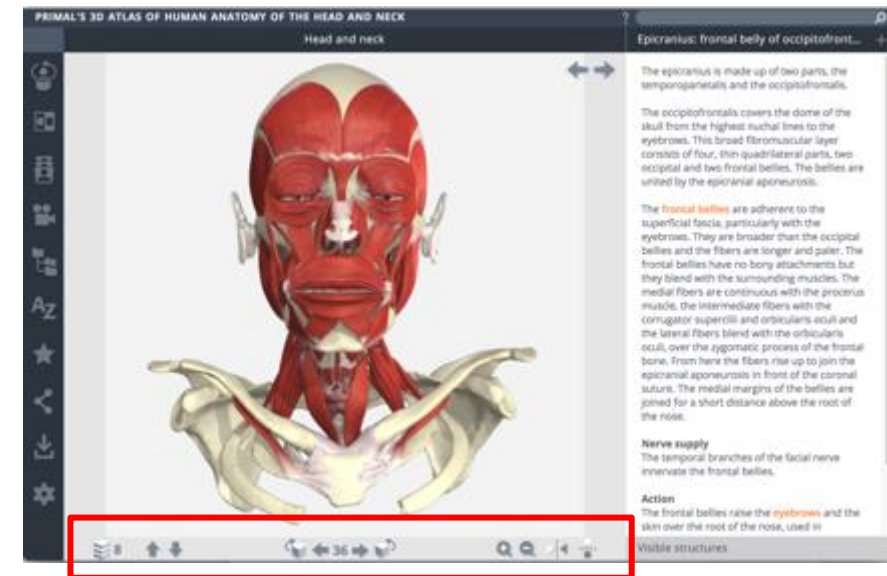 PRIMAL'S 3D ATLAS OF HUMAN ANATOMY OF THE HEAD AND NECK
?
Head and neck
Epicranius: frontal belly of occipitofront... +
The epicranius is made up of two parts, the
temporoparietalis and the occipitofrontalis.
The occipitofrontalis covers the dome of the
skull from the highest nuchal lines to the
eyebrows. This broad fibromuscular layer
consists of four, thin quadrilateral parts, two
occipital and two frontal bellies. The bellies are
united by the epicranial aponeurosis.
The frontal bellies are adherent to the
superficial fascia, particularly with the
eyebrows. They are broader than the occipital
bellies and the fibers are longer and paler. The
frontal bellies have no bony attachments but
they blend with the surrounding muscles. The
medial fibers are continuous with the procerus
muscle, the intermediate fibers with the
corrugator supercilii and orbicularis oculi and
the lateral fibers blend with the orbicularis
oculi, over the zygomatic process of the frontal
bone. From here the fibers rise up to join the
epicranial aponeurosis in front of the coronal
suture. The medial margins of the bellies are
joined for a short distance above the root of
the nose.
Nerve supply
The temporal branches of the facial nerve
innervate the frontal bellies.
Action
The frontal bellies raise the eyebrows and the
skin over the root of the nose, used in
AZ
8
36
Visible structures